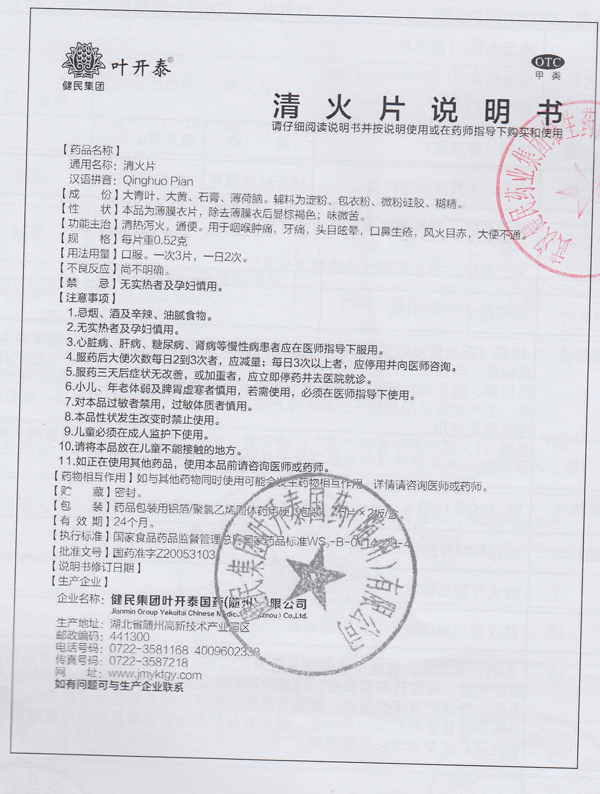 叶开泰®
健民集团
OTC
甲类
清火片说明书
请仔细阅读说明书并按说明使用或在药师指导下购买和使用
【药品名称】
通用名称：清火片
汉语拼音：Qinghuo Pian
【成 份】大青叶、大黄、石膏、薄荷脑。辅料为淀粉、包衣粉、微粉硅胶、糊精。
【性 状】本品为薄膜衣片，除去薄膜衣后显棕褐色；味微苦。
【功能主治】清热泻火，通便。用于咽喉肿痛，牙痛，头目眩晕，口鼻生疮，风火目赤，大便不通。
【规 格】每片重0.52克
【用法用量】口服。一次3片，一日2次。
【不良反应】尚不明确。
【禁 忌】无实热者及孕妇慎用。
【注意事项】
1.忌烟、酒及辛辣、油腻食物。
2.无实热者及孕妇慎用。
3.心脏病、肝病、糖尿病、肾病等慢性病患者应在医师指导下服用。
4.服药后大便次数每日2到3次者，应减量；每日3次以上者，应停用并向医师咨询。
5.服药三天后症状无改善，或加重者，应立即停药并去医院就诊。
6.小儿、年老体弱及脾胃虚寒者慎用，若需使用，必须在医师指导下使用。
7.对本品过敏者禁用，过敏体质者慎用。
8.本品性状发生改变时禁止使用。
9.儿童必须在成人监护下使用。
10.请将本品放在儿童不能接触的地方。
11.如正在使用其他药品，使用本品前请咨询医师或药师。
【药物相互作用】如与其他药物同时使用可能会发生药物相互作用，详情请咨询医师或药师。
【贮 藏】密封。
【包 装】药品包装用铝箔/聚氯乙烯固体药用硬片包装，片×2板/盒。
【有 效 期】24个月。
【执行标准】国家食品药品监督管理总局国家药品标准WS
【批准文号】国药准字Z20053103
【说明书修订日期】
【生产企业】
企业名称：健民集团叶开泰国药(随州)有限公司
Jianmin Group Yekaitai Chinese Medicine Co.,Ltd.
生产地址：湖北省随州高新技术产业园区
邮政编码：441300
电话号码：0722-3581168
传真号码：0722-3587218
网 址：www.jmyktgy.com
如有问题可与生产企业联系
健民集团叶开泰国药(随州)有限公司
武汉健民药业集团